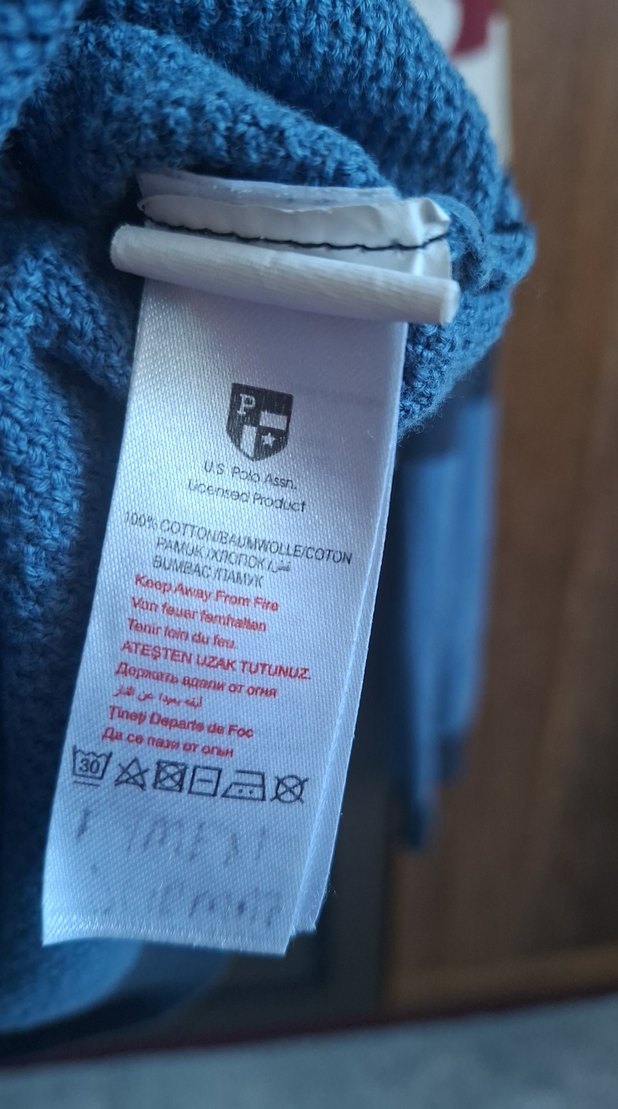 P
U.S. Polo Assn.
Licensed Product
100% COTTON/BAUMWOLLE/COTON
PAMUK/ХЛОПОК/قطن
BUMBAC/ПАМУК
Keep Away From Fire
Von feuer fernhalten
Tenir loin du feu.
ATEŞTEN UZAK TUTUNUZ.
Держать вдали от огня
أبقه بعيدا عن النار
Țineți Departe de Foc
Да се пази от огън
30